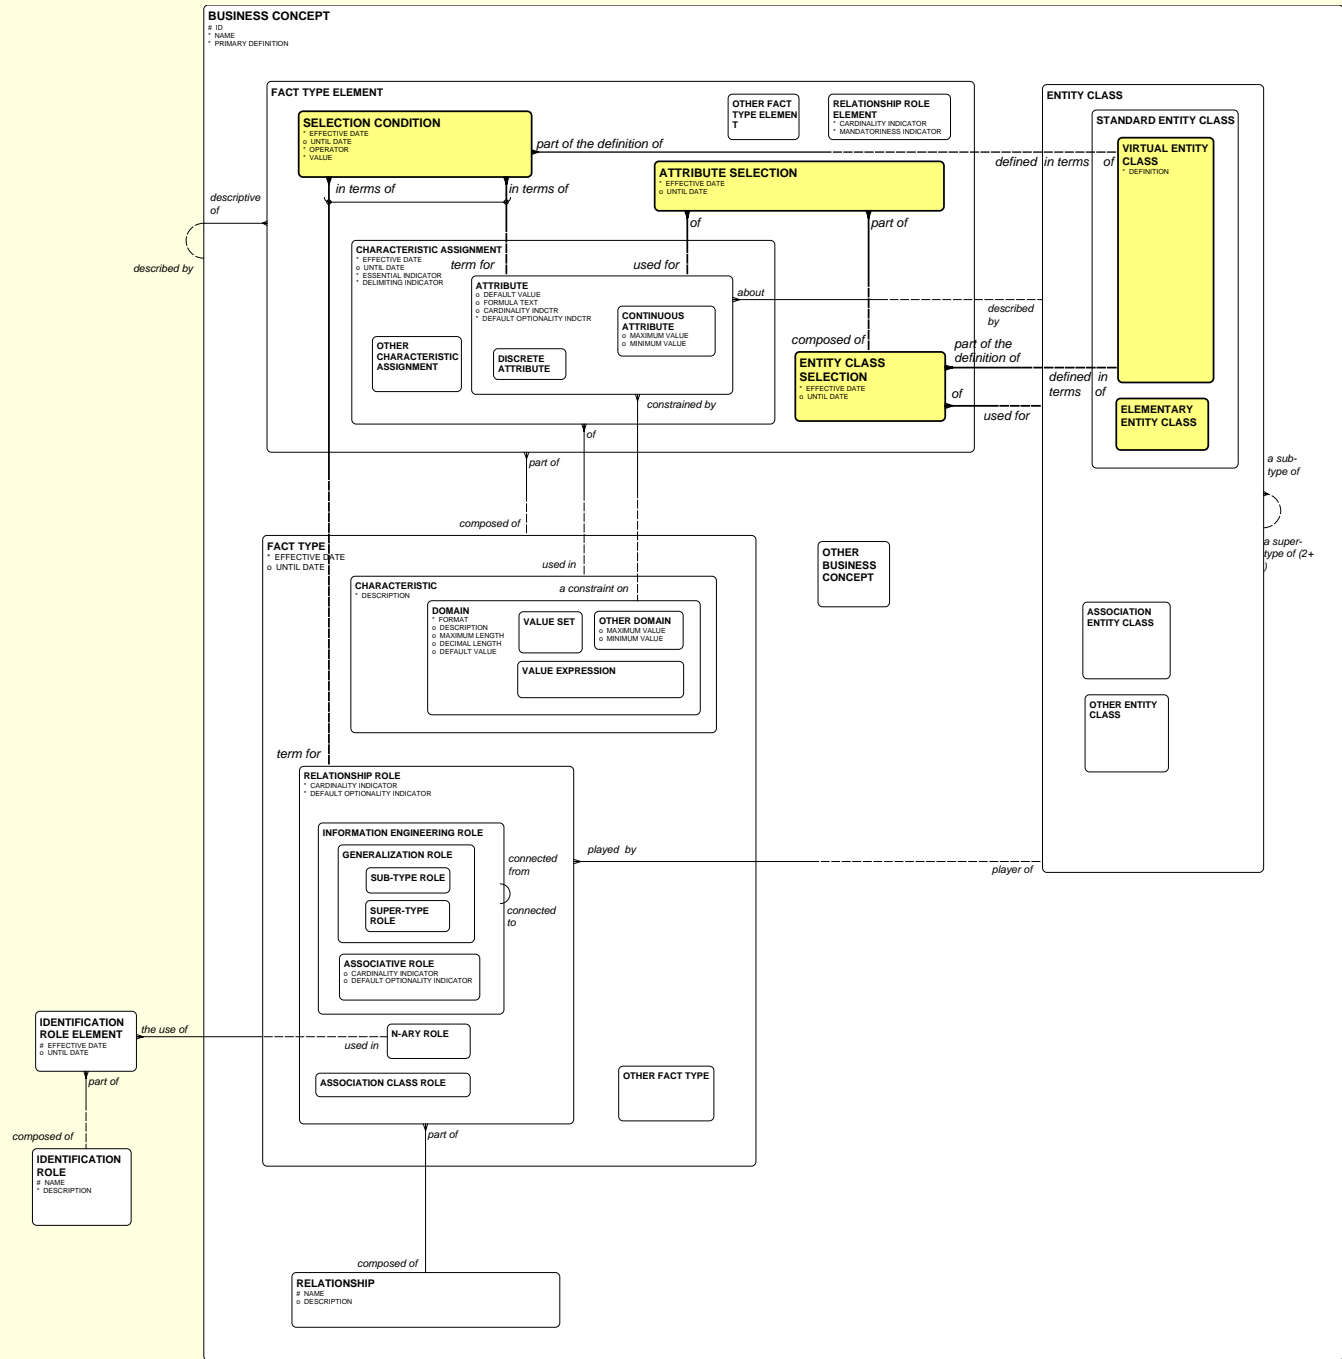 BUSINESS CONCEPT
# ID
* NAME
* PRIMARY DEFINITION
FACT TYPE ELEMENT
SELECTION CONDITION
* EFFECTIVE DATE
o UNTIL DATE
* OPERATOR
* VALUE
OTHER FACT
TYPE ELEMEN
T
RELATIONSHIP ROLE
ELEMENT
* CARDINALITY INDICATOR
* MANDATORINESS INDICATOR
ENTITY CLASS
STANDARD ENTITY CLASS
VIRTUAL ENTITY
CLASS
* DEFINITION
part of the definition of
defined in terms of
ATTRIBUTE SELECTION
* EFFECTIVE DATE
o UNTIL DATE
in terms of
in terms of
descriptive
of
described by
of
part of
CHARACTERISTIC ASSIGNMENT
* EFFECTIVE DATE
o UNTIL DATE
* ESSENTIAL INDICATOR
* DELIMITING INDICATOR
term for
used for
ATTRIBUTE
o DEFAULT VALUE
o FORMULA TEXT
o CARDINALITY INDCTR
* DEFAULT OPTIONALITY INDCTR
CONTINUOUS
ATTRIBUTE
o MAXIMUM VALUE
o MINIMUM VALUE
about
described
by
OTHER
CHARACTERISTIC
ASSIGNMENT
DISCRETE
ATTRIBUTE
composed of
ENTITY CLASS
SELECTION
* EFFECTIVE DATE
o UNTIL DATE
part of the
definition of
defined in
terms of
of
used for
ELEMENTARY
ENTITY CLASS
constrained by
of
part of
composed of
a sub-
type of
a super-
type of (2+
)
FACT TYPE
* EFFECTIVE DATE
o UNTIL DATE
used in
a constraint on
CHARACTERISTIC
* DESCRIPTION
DOMAIN
* FORMAT
o DESCRIPTION
o MAXIMUM LENGTH
o DECIMAL LENGTH
o DEFAULT VALUE
VALUE SET
OTHER DOMAIN
o MAXIMUM VALUE
o MINIMUM VALUE
VALUE EXPRESSION
OTHER
BUSINESS
CONCEPT
ASSOCIATION
ENTITY CLASS
OTHER ENTITY
CLASS
term for
RELATIONSHIP ROLE
* CARDINALITY INDICATOR
* DEFAULT OPTIONALITY INDICATOR
INFORMATION ENGINEERING ROLE
GENERALIZATION ROLE
SUB-TYPE ROLE
SUPER-TYPE
ROLE
connected
from
connected
to
played by
player of
ASSOCIATIVE ROLE
o CARDINALITY INDICATOR
o DEFAULT OPTIONALITY INDICATOR
IDENTIFICATION
ROLE ELEMENT
# EFFECTIVE DATE
o UNTIL DATE
the use of
used in
N-ARY ROLE
ASSOCIATION CLASS ROLE
OTHER FACT TYPE
part of
composed of
IDENTIFICATION
ROLE
# NAME
* DESCRIPTION
part of
composed of
RELATIONSHIP
# NAME
o DESCRIPTION